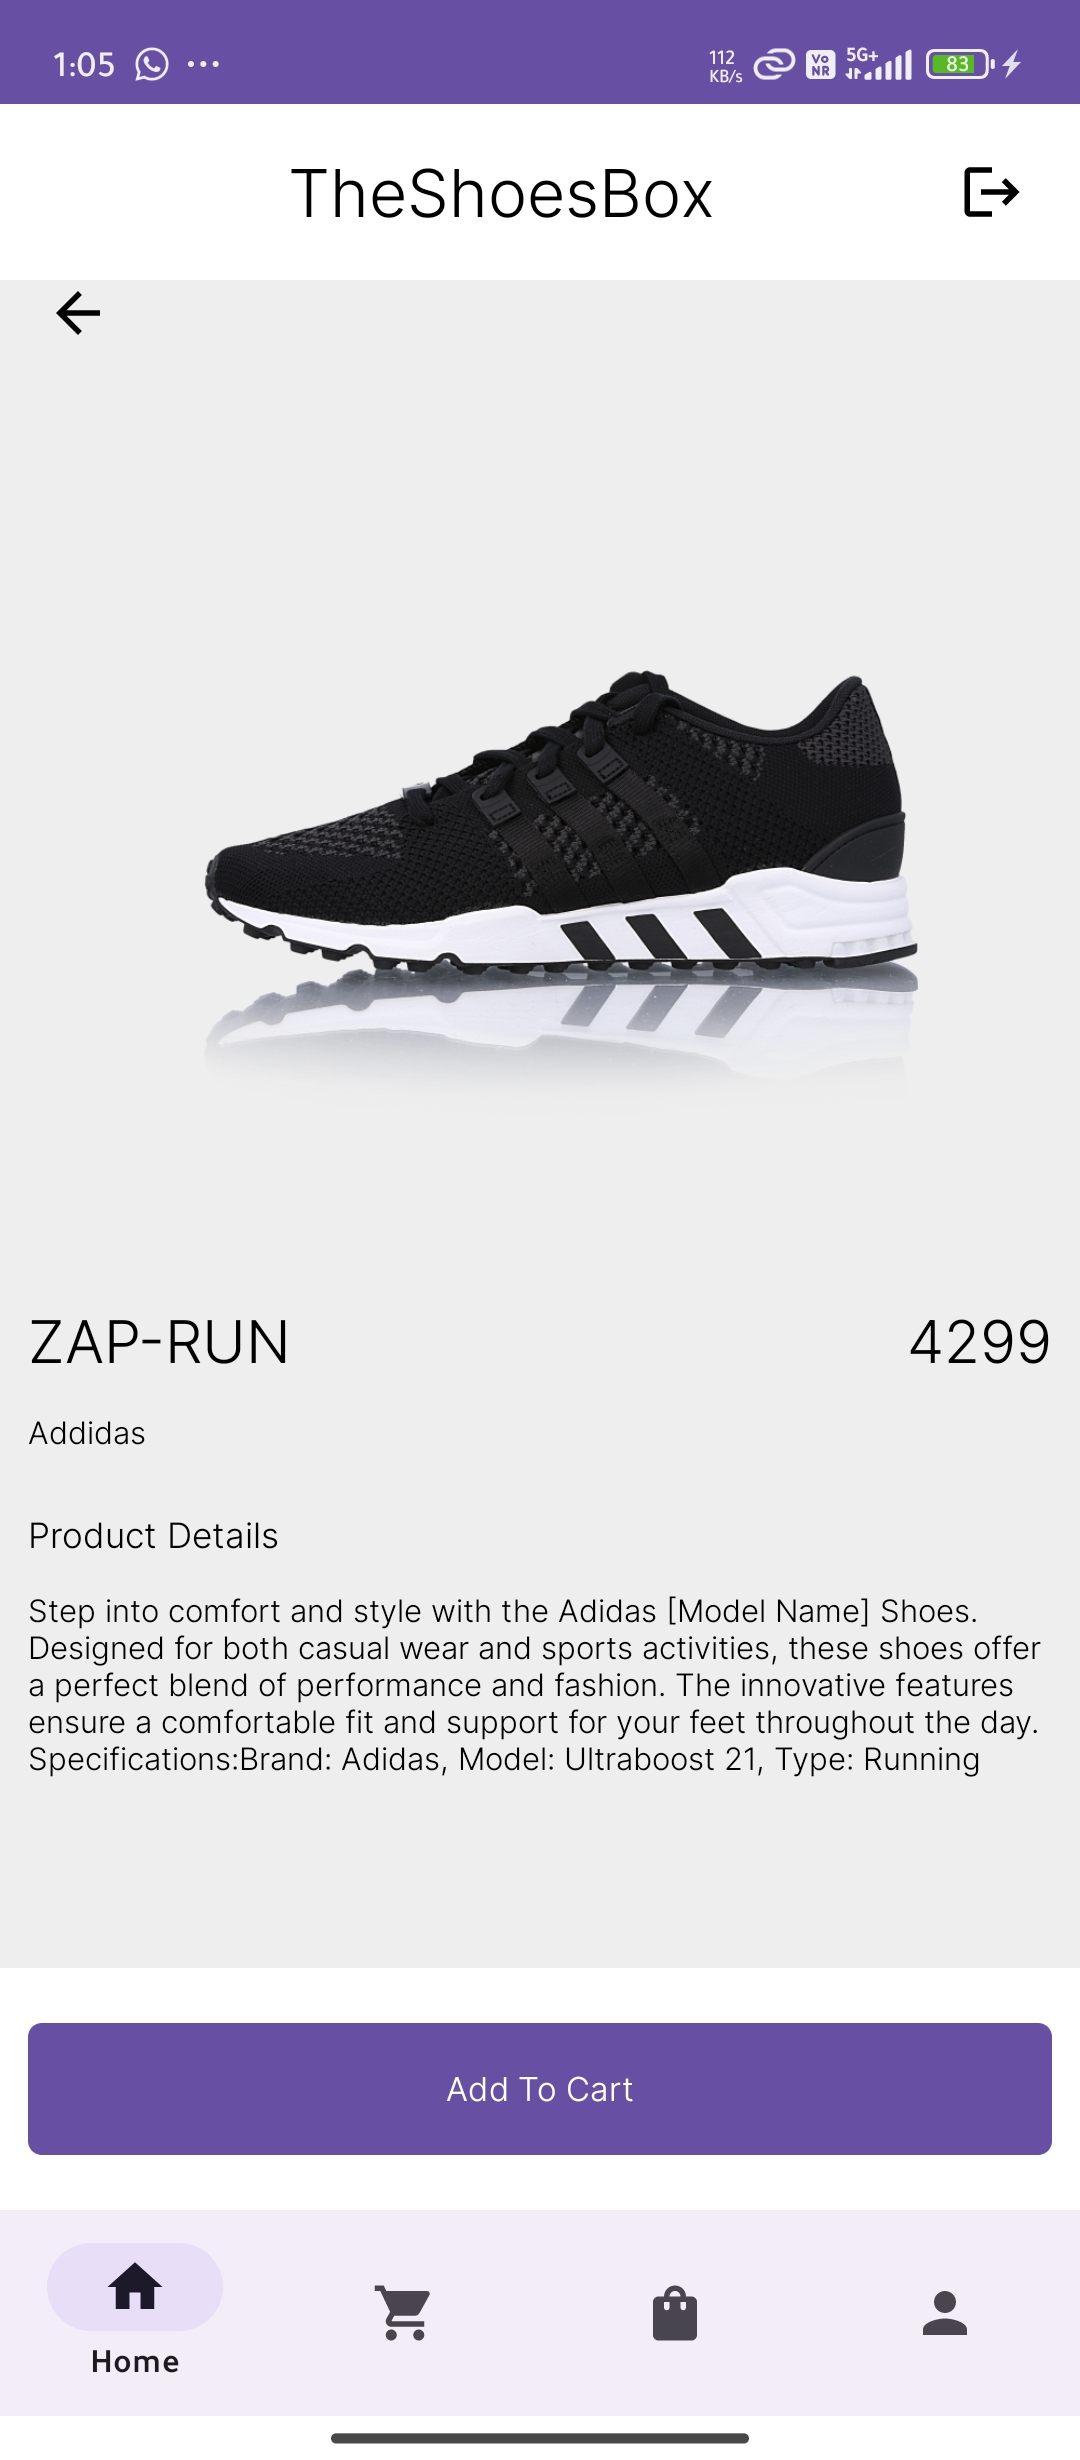 1:05
112
KB/s
Vo
NR
5G+
83
TheShoesBox
ZAP-RUN
4299
Addidas
Product Details
Step into comfort and style with the Adidas [Model Name] Shoes.
Designed for both casual wear and sports activities, these shoes offer
a perfect blend of performance and fashion. The innovative features
ensure a comfortable fit and support for your feet throughout the day.
Specifications:Brand: Adidas, Model: Ultraboost 21, Type: Running
Add To Cart
Home